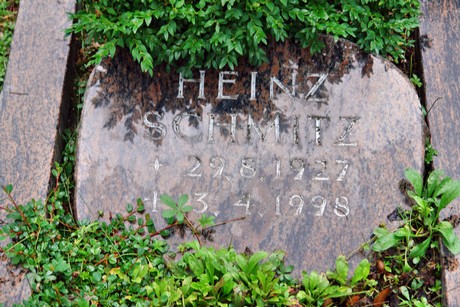 HEINZ
SCHMITZ
+ 29. 8. 1927
+ 3. 4. 1998